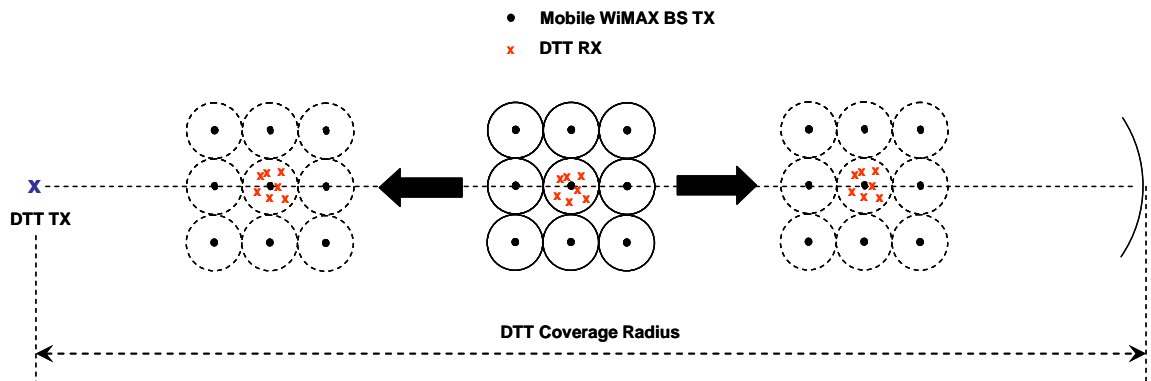 Mobile WiMAX BS TX
x DTT RX
x
DTT TX
DTT Coverage Radius